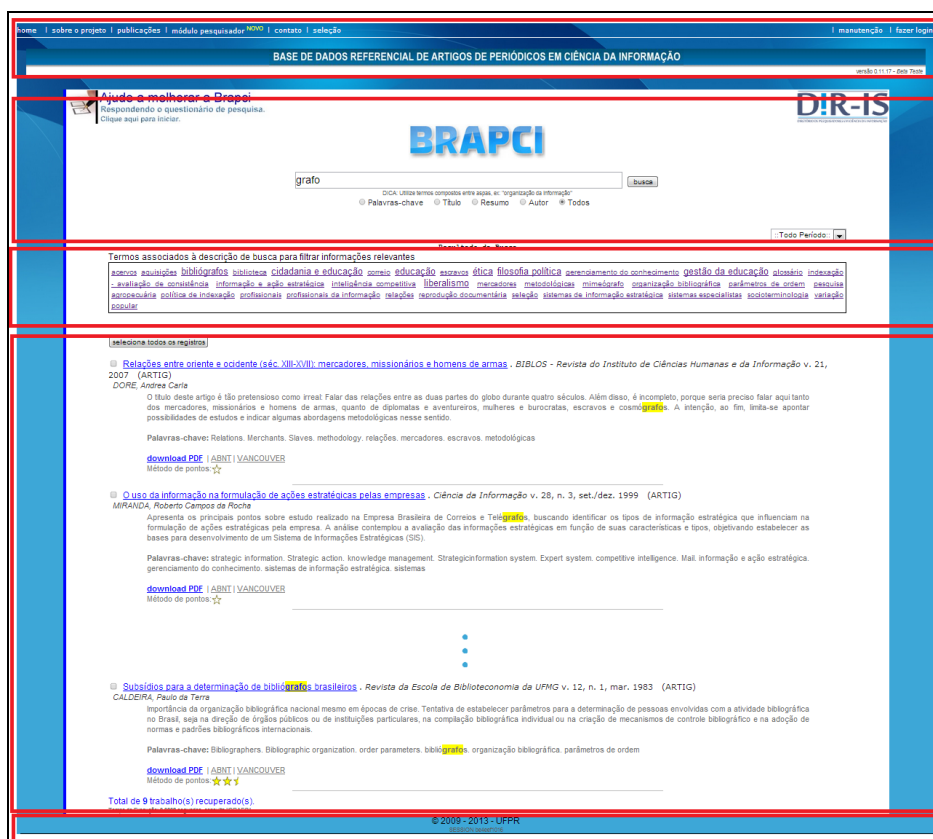 home | sobre o projeto | publicações | módulo pesquisador NOVO | contato | seleção | manutenção | fazer login
BASE DE DADOS REFERENCIAL DE ARTIGOS DE PERIÓDICOS EM CIÊNCIA DA INFORMAÇÃO
versão 0.11.17 - Beta Teste
Ajude a melhorar a Brapci
Respondendo o questionário de pesquisa.
Clique aqui para iniciar.
D!R-IS
BRAPCI
grafo busca
DICA: Utilize termos compostos entre aspas, ex: "organização da informação"
Palavras-chave Título Resumo Autor Todos
::Todo Período::
Resultado da Busca
Termos associados à descrição de busca para filtrar informações relevantes
acervos aquisições bibliógrafos biblioteca cidadania e educação correio educação escravos ética filosofia política gerenciamento do conhecimento gestão da educação glossário indexação
- avaliação de consistência informação e ação estratégica inteligência competitiva liberalismo mercadores metodológicas mimeógrafo organização bibliográfica parâmetros de ordem pesquisa
agropecuária política de indexação profissionais profissionais da informação relações reprodução documentária seleção sistemas de informação estratégica sistemas especialistas socioterminologia variação
popular
seleciona todos os registros
Relações entre oriente e ocidente (séc. XIII-XVII): mercadores, missionários e homens de armas . BIBLOS - Revista do Instituto de Ciências Humanas e da Informação v. 21,
2007 (ARTIG)
DORE, Andrea Carla
O título deste artigo é tão pretensioso como irreal: Falar das relações entre as duas partes do globo durante quatro séculos. Além disso, é incompleto, porque seria preciso falar aqui tanto
dos mercadores, missionários e homens de armas, quanto de diplomatas e aventureiros, mulheres e burocratas, escravos e cosmógrafos. A intenção, ao fim, limita-se apontar
possibilidades de estudos e indicar algumas abordagens metodológicas nesse sentido.
Palavras-chave: Relations. Merchants. Slaves. methodology. relações. mercadores. escravos. metodológicas
download PDF | ABNT | VANCOUVER
Método de pontos:
O uso da informação na formulação de ações estratégicas pelas empresas . Ciência da Informação v. 28, n. 3, set./dez. 1999 (ARTIG)
MIRANDA, Roberto Campos da Rocha
Apresenta os principais pontos sobre estudo realizado na Empresa Brasileira de Correios e Telégrafos, buscando identificar os tipos de informação estratégica que influenciam na
formulação de ações estratégicas pela empresa. A análise contemplou a avaliação das informações estratégicas em função de suas características e tipos, objetivando estabelecer as
bases para desenvolvimento de um Sistema de Informações Estratégicas (SIS).
Palavras-chave: strategic information. Strategic action. knowledge management. Strategicinformation system. Expert system. competitive intelligence. Mail. informação e ação estratégica.
gerenciamento do conhecimento. sistemas de informação estratégica. sistemas
download PDF | ABNT | VANCOUVER
Método de pontos:
Subsídios para a determinação de bibliógrafos brasileiros . Revista da Escola de Biblioteconomia da UFMG v. 12, n. 1, mar. 1983 (ARTIG)
CALDEIRA, Paulo da Terra
Importância da organização bibliográfica nacional mesmo em épocas de crise. Tentativa de estabelecer parâmetros para a determinação de pessoas envolvidas com a atividade bibliográfica
no Brasil, seja na direção de órgãos públicos ou de instituições particulares, na compilação bibliográfica individual ou na criação de mecanismos de controle bibliográfico e na adoção de
normas e padrões bibliográficos internacionais.
Palavras-chave: Bibliographers. Bibliographic organization. order parameters. bibliógrafos. organização bibliográfica. parâmetros de ordem
download PDF | ABNT | VANCOUVER
Método de pontos:
Total de 9 trabalho(s) recuperado(s).
© 2009 - 2013 - UFPR